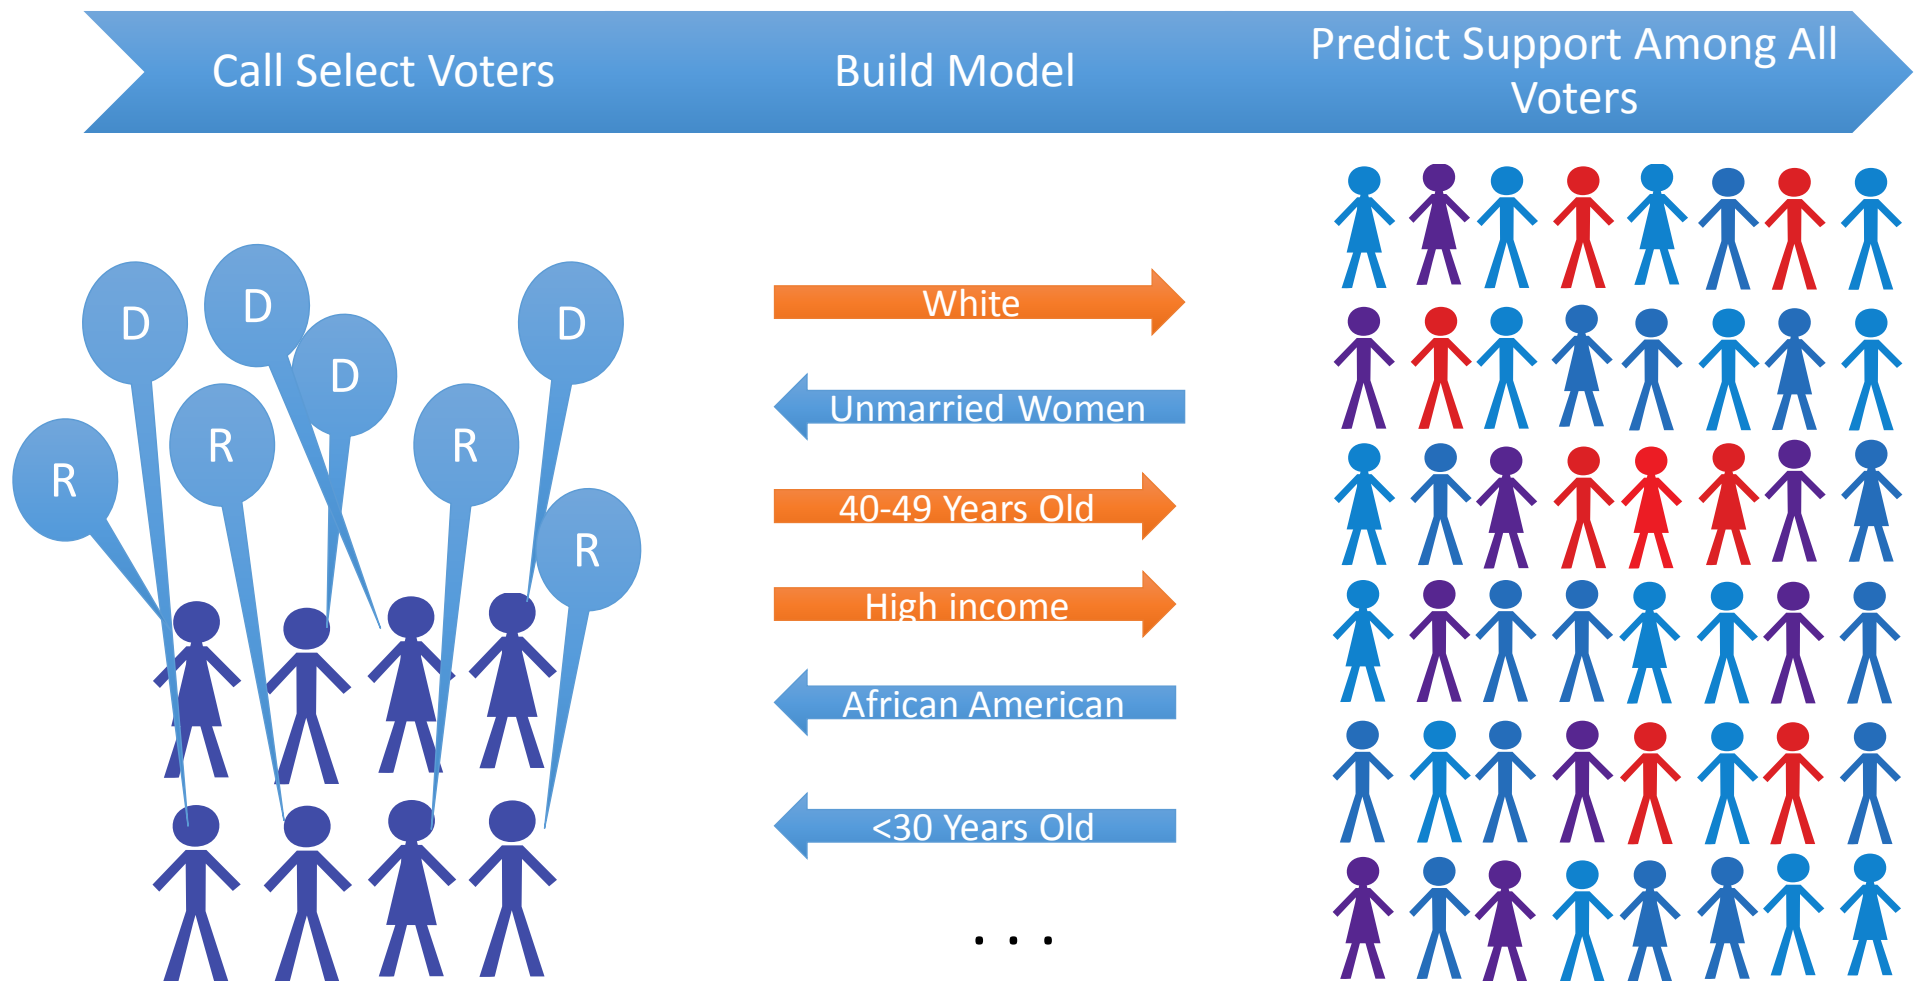 Call Select Voters
Build Model
Predict Support Among All
Voters
D
D
D
D
R
R
R
R
White
Unmarried Women
40-49 Years Old
High income
African American
<30 Years Old
. . .